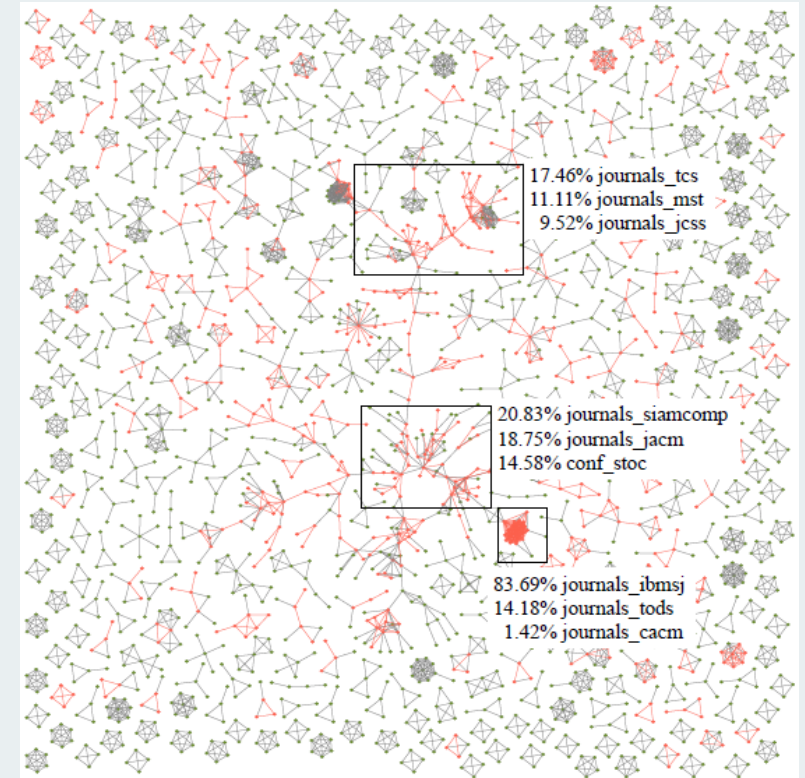 17.46% journals_tcs
11.11% journals_mst
9.52% journals_jcss
20.83% journals_siamcomp
18.75% journals_jacm
14.58% conf_stoc
83.69% journals_ibmsj
14.18% journals_tods
1.42% journals_cacm